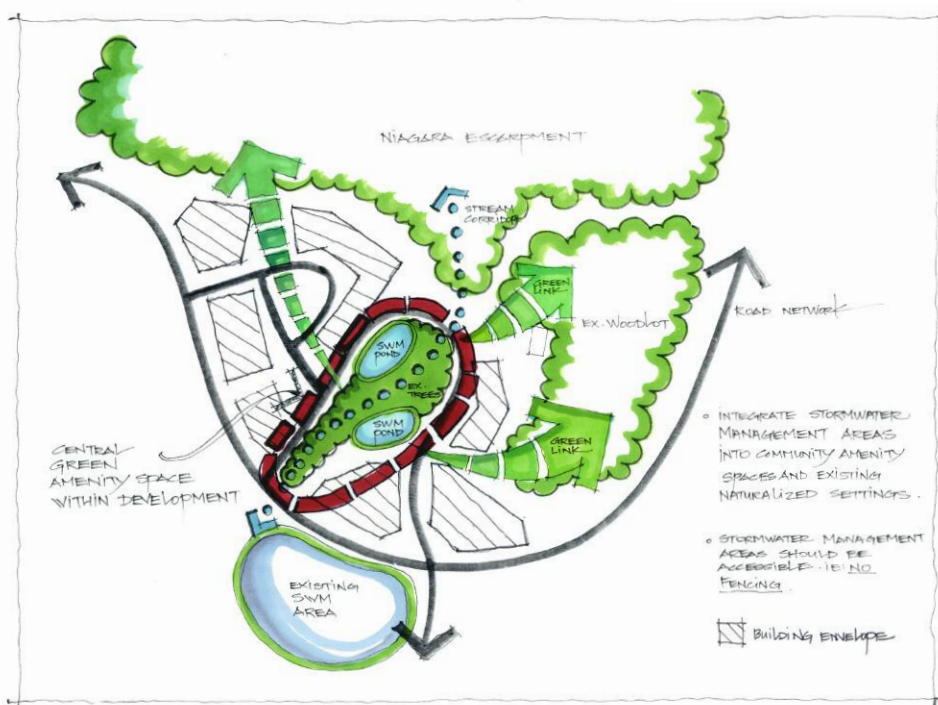 NIAGARA ESCARPMENT
STREAM
CORRIDOR
GREEN
LINK
EX. WOODLOT
ROAD NETWORK
SWM
POND
EX.
TREES
SWM
POND
GREEN
LINK
CENTRAL
GREEN
AMENITY SPACE
WITHIN DEVELOPMENT
EXISTING
SWM
AREA
• INTEGRATE STORMWATER
MANAGEMENT AREAS
INTO COMMUNITY AMENITY
SPACES AND EXISTING
NATURALIZED SETTINGS.
• STORMWATER MANAGEMENT
AREAS SHOULD BE
ACCESSIBLE. IE: NO
FENCING.
BUILDING ENVELOPE